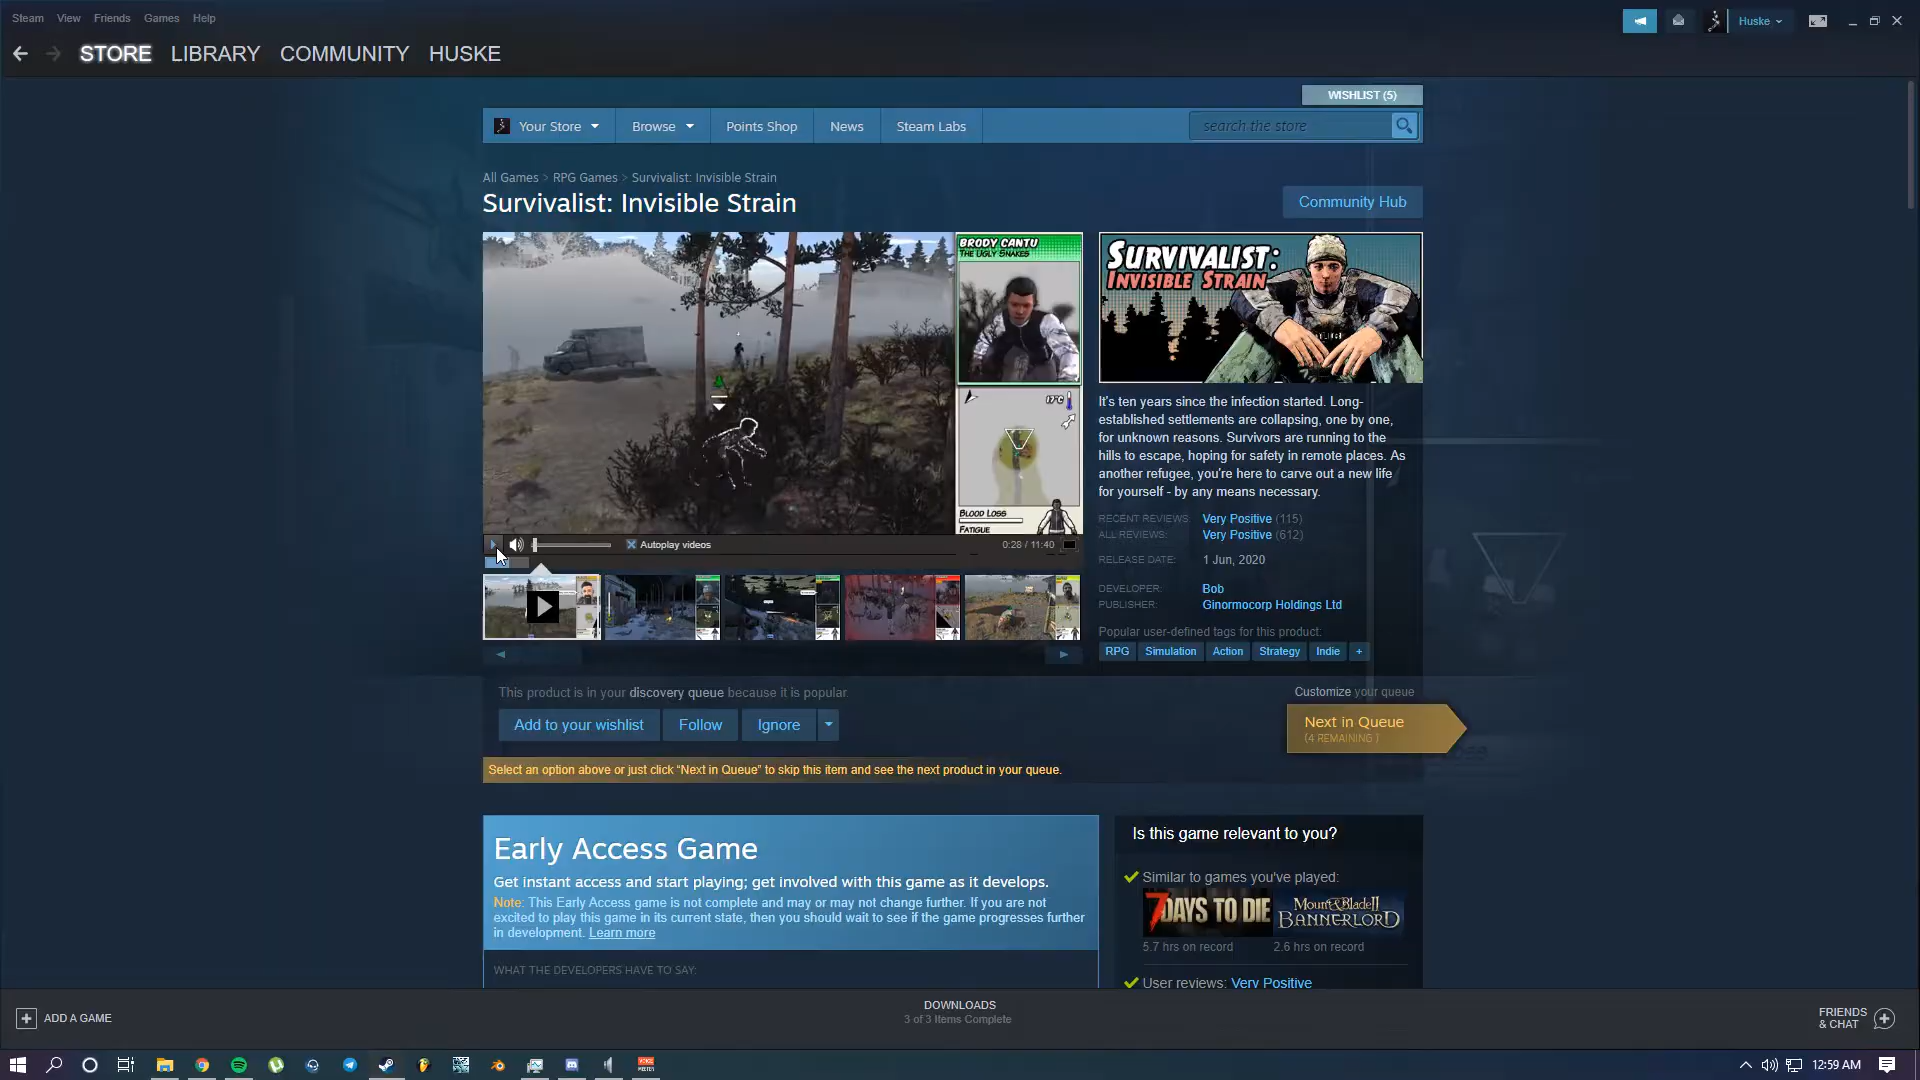 Steam View Friends Games Help
Huske
STORE LIBRARY COMMUNITY HUSKE
WISHLIST (5)
Your Store Browse Points Shop News Steam Labs
search the store
All Games > RPG Games > Survivalist: Invisible Strain
Survivalist: Invisible Strain
Community Hub
BRODY CANTU
THE UGLY SNAKES
17°C
BLOOD LOSS
FATIGUE
SURVIVALIST:
INVISIBLE STRAIN
It's ten years since the infection started. Long-
established settlements are collapsing, one by one,
for unknown reasons. Survivors are running to the
hills to escape, hoping for safety in remote places. As
another refugee, you're here to carve out a new life
for yourself - by any means necessary.
RECENT REVIEWS: Very Positive (115)
ALL REVIEWS: Very Positive (612)
RELEASE DATE: 1 Jun, 2020
DEVELOPER: Bob
PUBLISHER: Ginormocorp Holdings Ltd
Popular user-defined tags for this product:
RPG Simulation Action Strategy Indie +
Autoplay videos
0:28 / 11:40
This product is in your discovery queue because it is popular.
Add to your wishlist Follow Ignore
Customize your queue
Next in Queue
(4 REMAINING )
Select an option above or just click “Next in Queue” to skip this item and see the next product in your queue.
Early Access Game
Get instant access and start playing; get involved with this game as it develops.
Note: This Early Access game is not complete and may or may not change further. If you are not
excited to play this game in its current state, then you should wait to see if the game progresses further
in development. Learn more
WHAT THE DEVELOPERS HAVE TO SAY:
Is this game relevant to you?
Similar to games you've played:
7 DAYS TO DIE
MOUNT&BLADE II
BANNERLORD
5.7 hrs on record 2.6 hrs on record
User reviews: Very Positive
ADD A GAME
DOWNLOADS
3 of 3 Items Complete
FRIENDS
& CHAT
12:59 AM